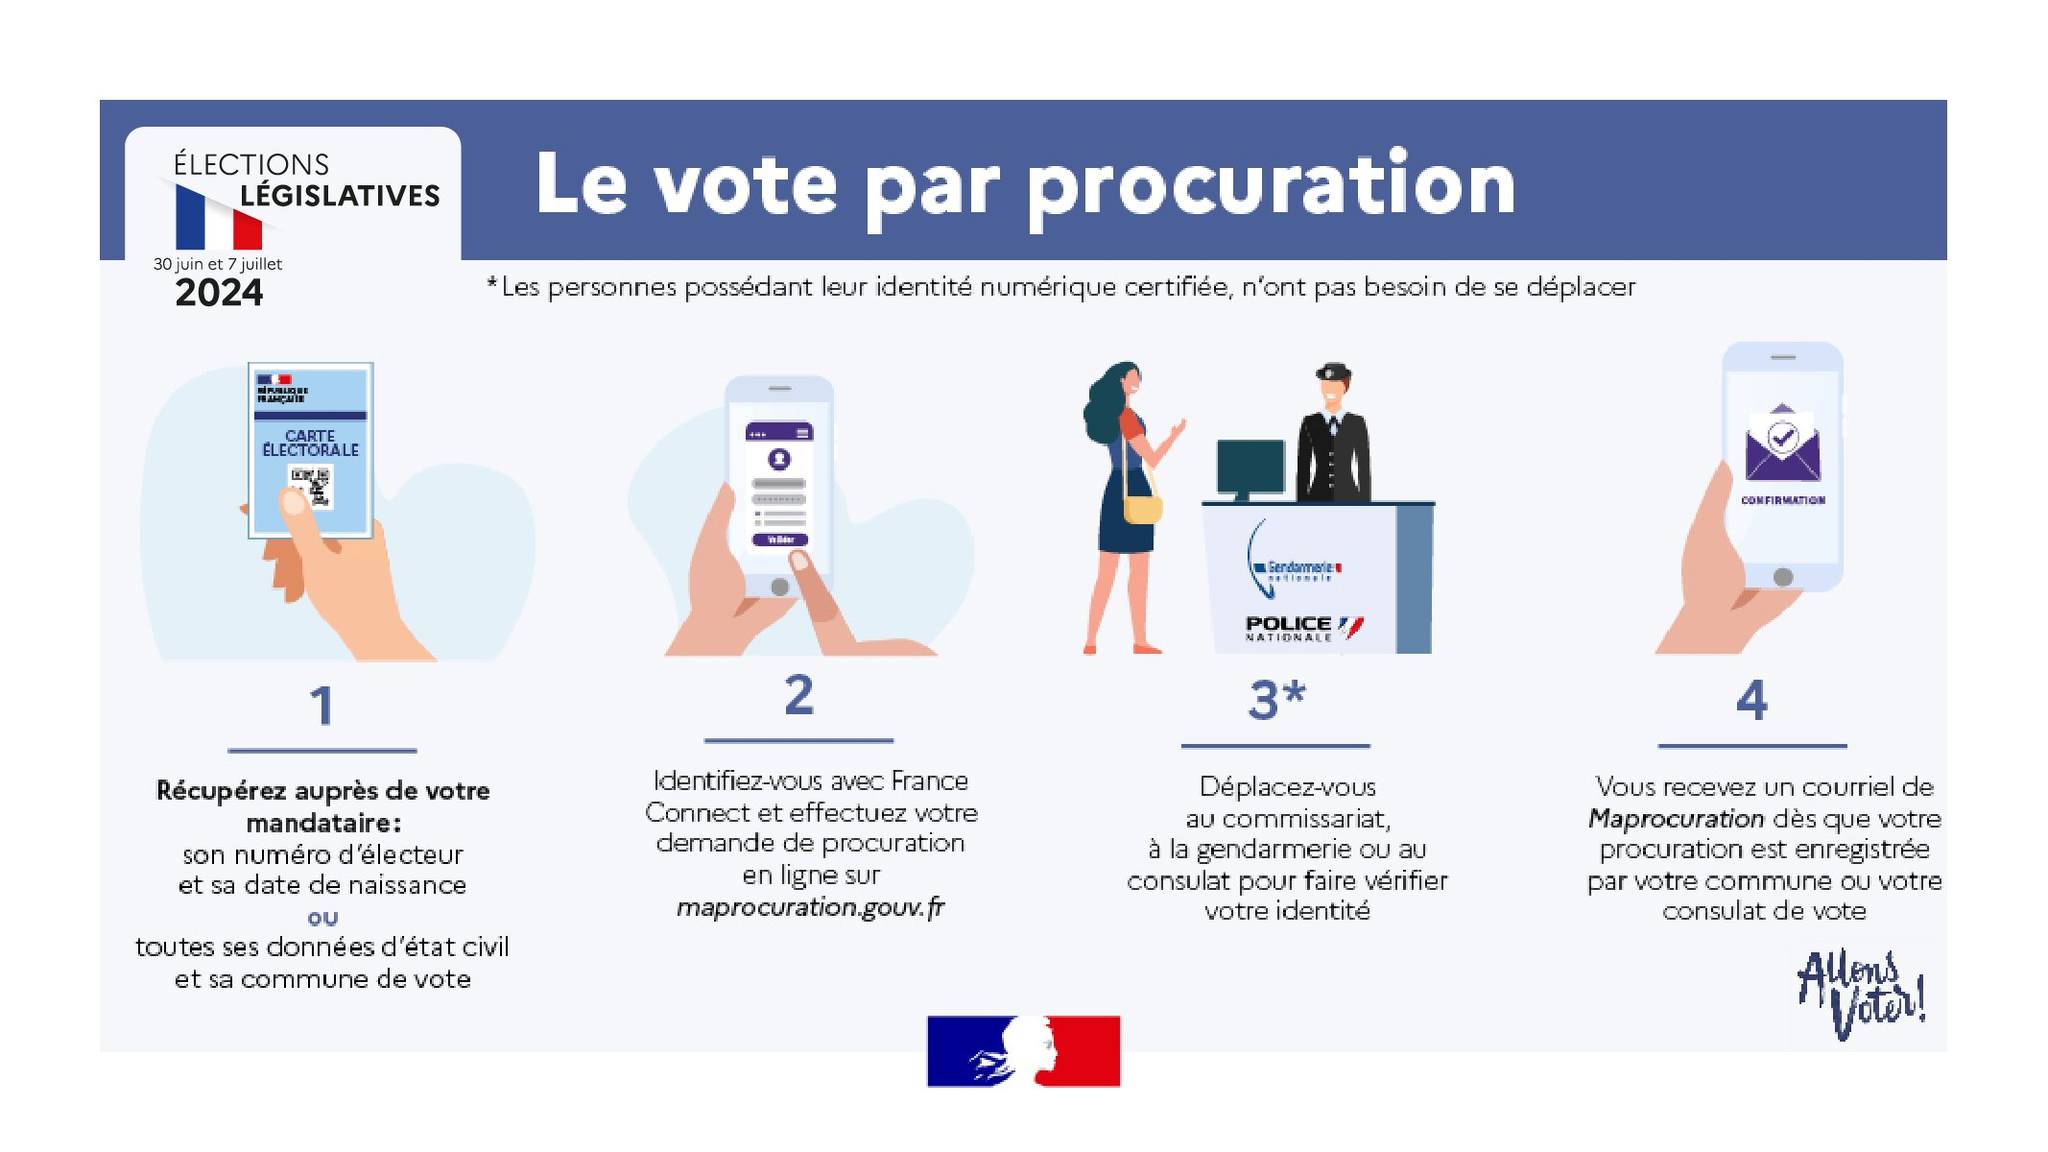 ÉLECTIONS
LÉGISLATIVES
30 juin et 7 juillet
2024
Le vote par procuration
*Les personnes possédant leur identité numérique certifiée, n'ont pas besoin de se déplacer
RÉPUBLIQUE
FRANÇAISE
CARTE
ÉLECTORALE
Valider
Gendarmerie
nationale
POLICE
NATIONALE
CONFIRMATION
1
Récupérez auprès de votre
mandataire:
son numéro d'électeur
et sa date de naissance
ou
toutes ses données d'état civil
et sa commune de vote
2
Identifiez-vous avec France
Connect et effectuez votre
demande de procuration
en ligne sur
maprocuration.gouv.fr
3*
Déplacez-vous
au commissariat,
à la gendarmerie ou au
consulat pour faire vérifier
votre identité
4
Vous recevez un courriel de
Maprocuration dès que votre
procuration est enregistrée
par votre commune ou votre
consulat de vote
Allons
Voter!